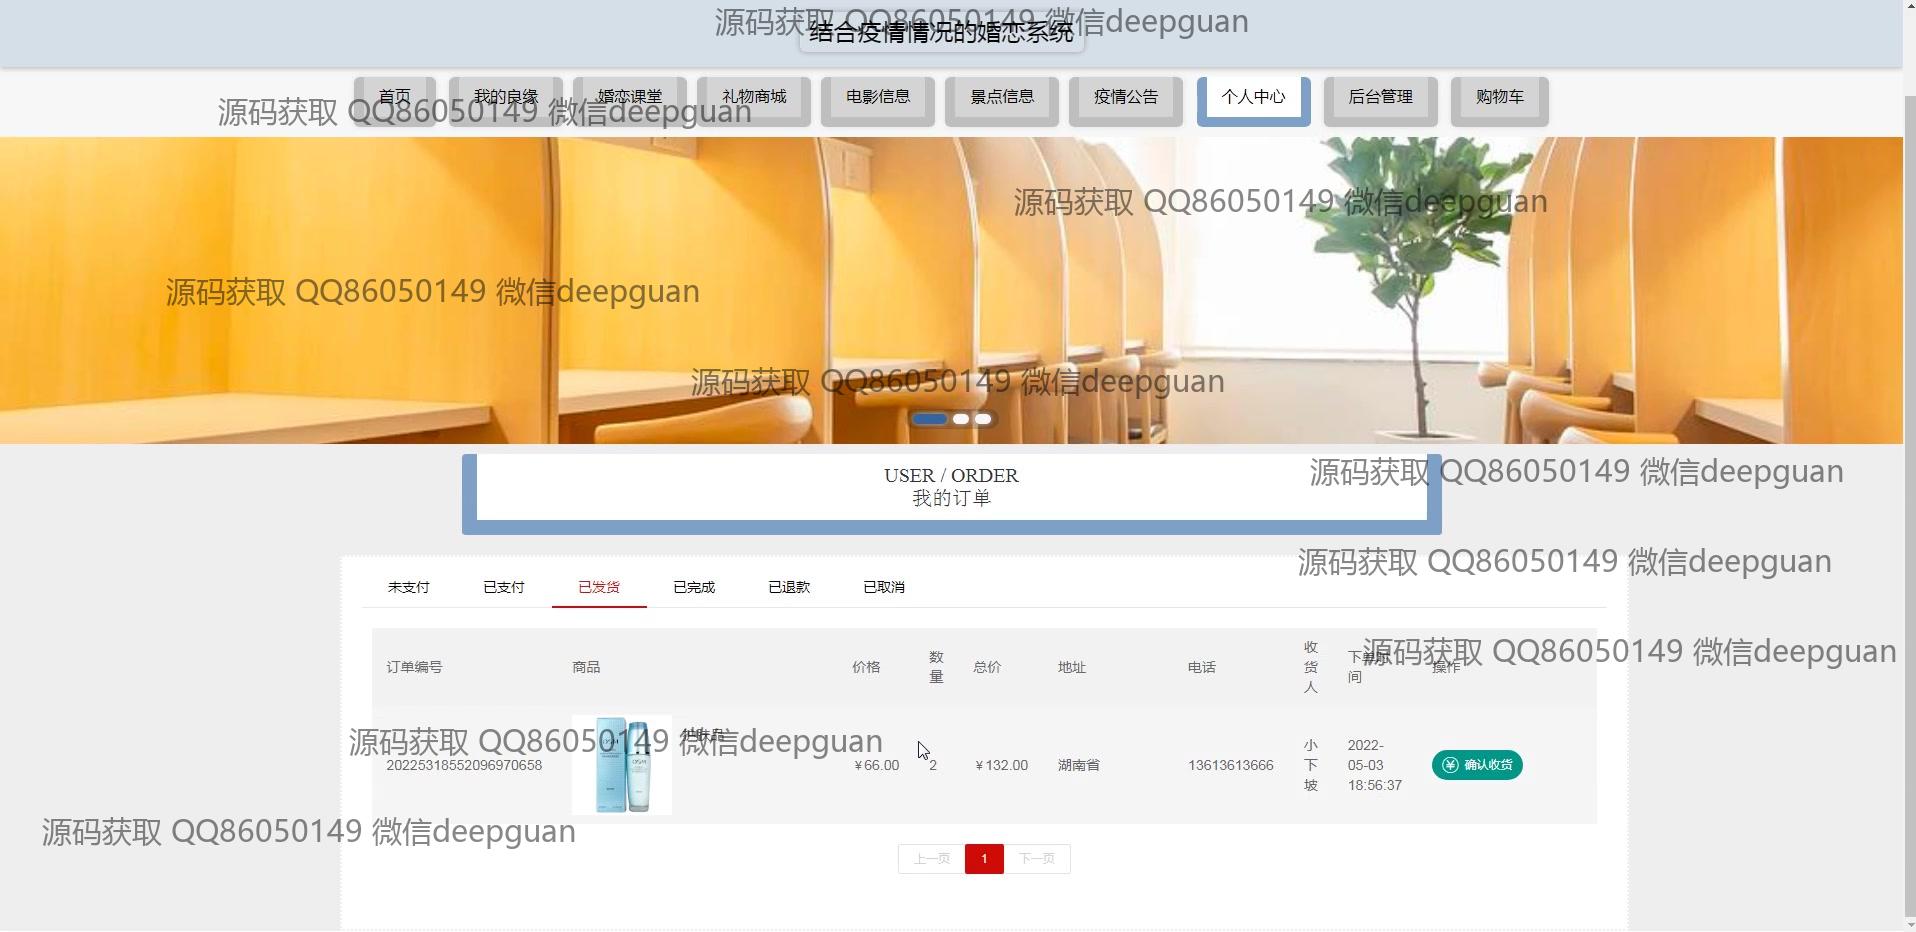 源码获取 QQ86050149 微信deepguan
结合疫情情况的婚恋系统
首页
我的良缘
婚恋课堂
礼物商城
电影信息
景点信息
疫情公告
个人中心
后台管理
购物车
源码获取 QQ86050149 微信deepguan
源码获取 QQ86050149 微信deepguan
源码获取 QQ86050149 微信deepguan
源码获取 QQ86050149 微信deepguan
USER / ORDER
我的订单
源码获取 QQ86050149 微信deepguan
源码获取 QQ86050149 微信deepguan
未支付
已支付
已发货
已完成
已退款
已取消
源码获取 QQ86050149 微信deepguan
订单编号
商品
价格
数
量
总价
地址
电话
收
货
人
下单时
间
操作
源码获取 QQ86050149 微信deepguan
护肤品
20225318552096970658
OSM
OSM
￥66.00
2
￥132.00
湖南省
13613613666
小
下
坡
2022-
05-03
18:56:37
确认收货
源码获取 QQ86050149 微信deepguan
上一页
1
下一页